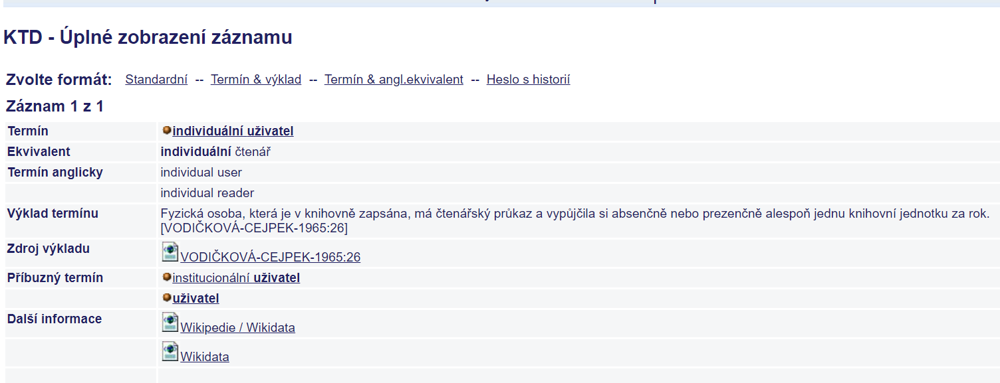 KTD - Úplné zobrazení záznamu
Zvolte formát: Standardní -- Termín & výklad -- Termín & angl.ekvivalent -- Heslo s historií
Záznam 1 z 1
Termín individuální uživatel
Ekvivalent individuální čtenář
Termín anglicky individual user
individual reader
Výklad termínu Fyzická osoba, která je v knihovně zapsána, má čtenářský průkaz a vypůjčila si absenčně nebo prezenčně alespoň jednu knihovní jednotku za rok.
[VODIČKOVÁ-CEJPEK-1965:26]
Zdroj výkladu VODIČKOVÁ-CEJPEK-1965:26
Příbuzný termín institucionální uživatel
uživatel
Další informace Wikipedie / Wikidata
Wikidata